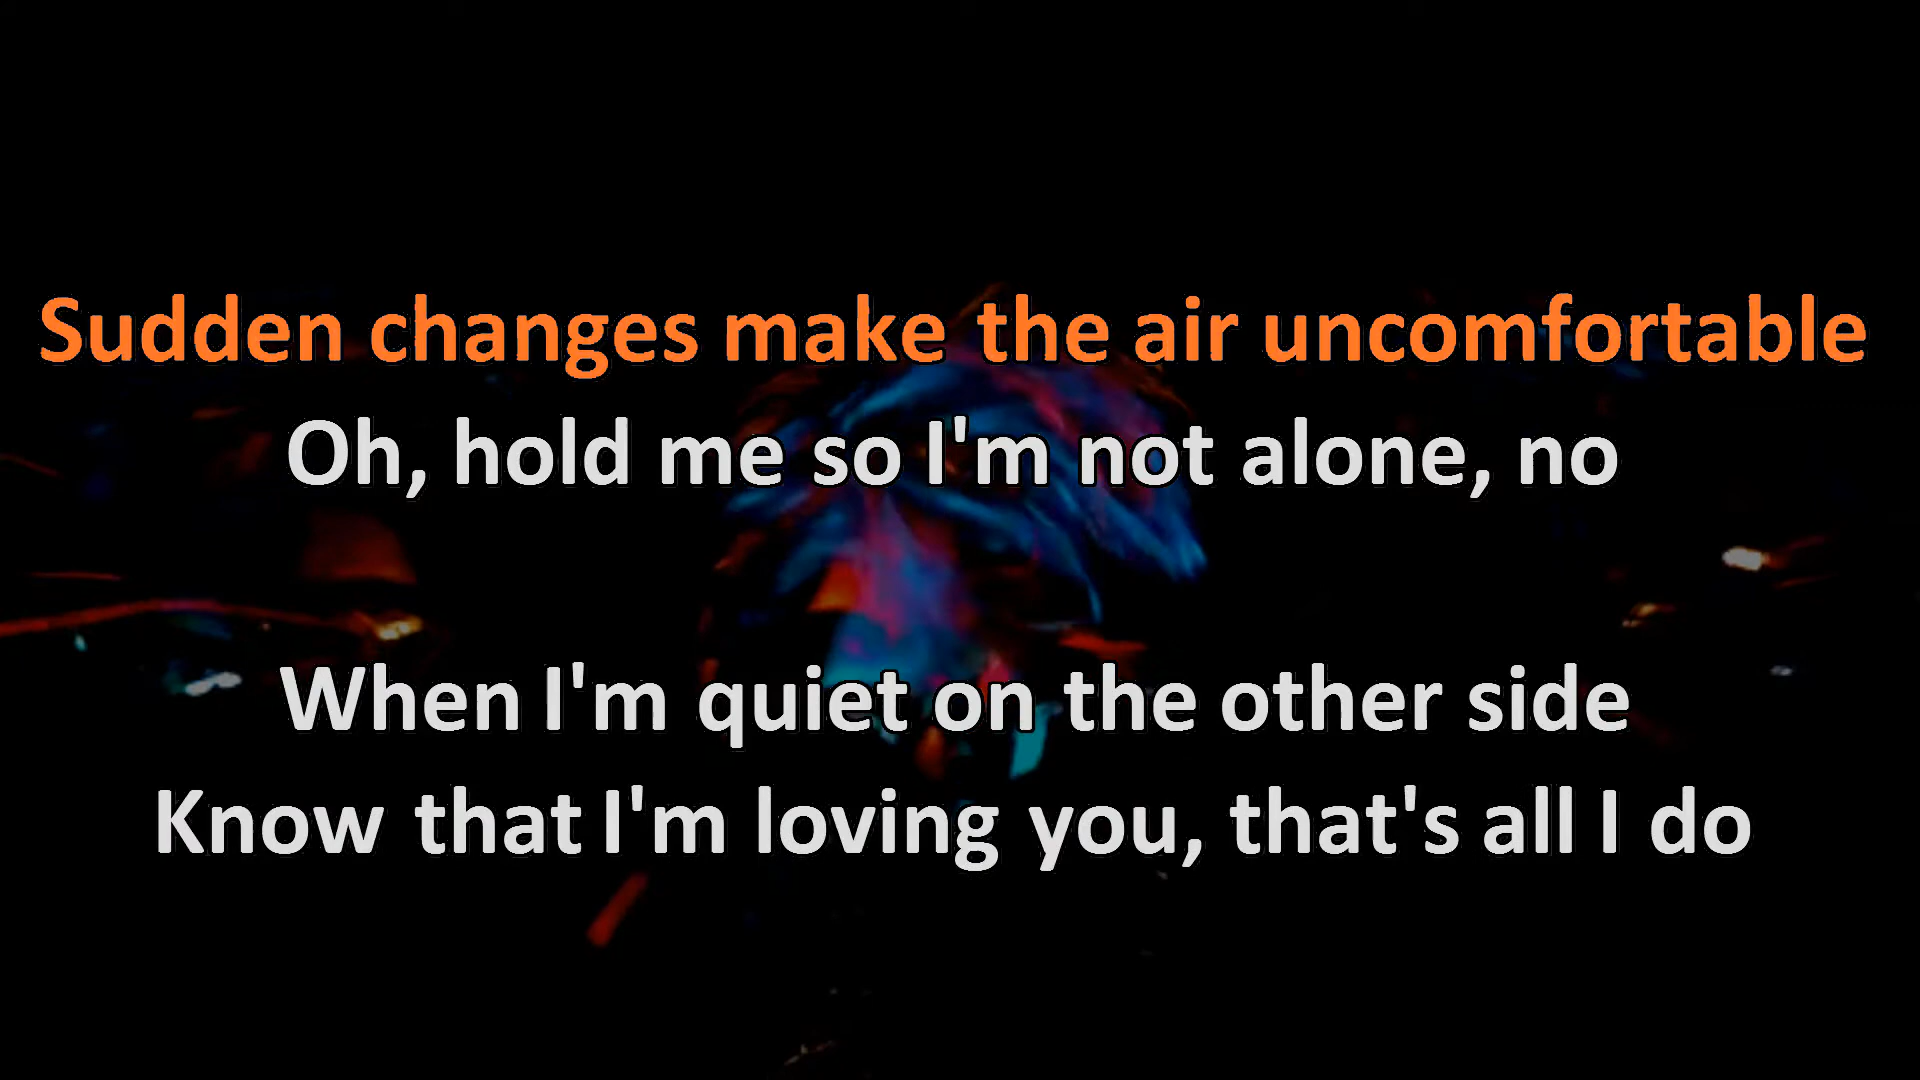 Sudden changes make the air uncomfortable
Oh, hold me so I'm not alone, no
When I'm quiet on the other side
Know that I'm loving you, that's all I do